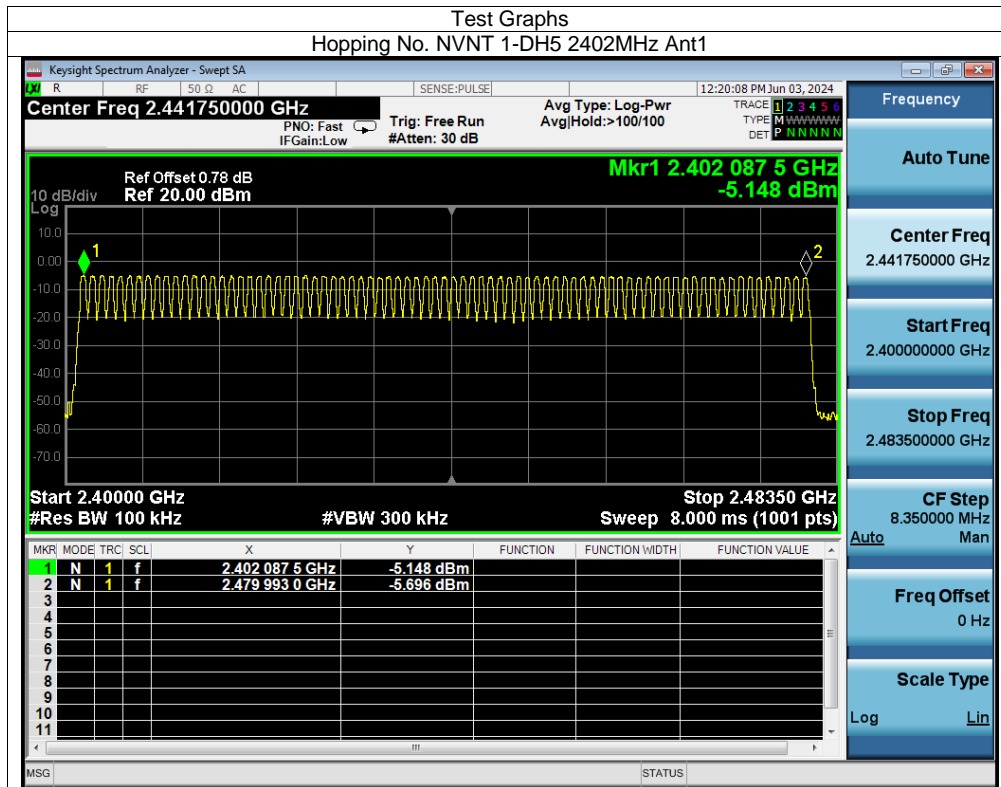 Test Graphs
Hopping No. NVNT 1-DH5 2402MHz Ant1
Keysight Spectrum Analyzer - Swept SA
LXI R RF 50 Ω AC SENSE:PULSE 12:20:08 PM Jun 03, 2024
Center Freq 2.441750000 GHz
PNO: Fast
IFGain:Low
Trig: Free Run
#Atten: 30 dB
Avg Type: Log-Pwr
Avg|Hold:>100/100
TRACE 1 2 3 4 5 6
TYPE M W W W W W
DET P N N N N N
Ref Offset 0.78 dB
Ref 20.00 dBm
10 dB/div
Log
Mkr1 2.402 087 5 GHz
-5.148 dBm
10.0
0.00
-10.0
-20.0
-30.0
-40.0
-50.0
-60.0
-70.0
1
2
Start 2.40000 GHz Stop 2.48350 GHz
#Res BW 100 kHz #VBW 300 kHz Sweep 8.000 ms (1001 pts)
MKR MODE TRC SCL X Y FUNCTION FUNCTION WIDTH FUNCTION VALUE
1 N 1 f 2.402 087 5 GHz -5.148 dBm
2 N 1 f 2.479 993 0 GHz -5.696 dBm
3
4
5
6
7
8
9
10
11
MSG STATUS
Frequency
Auto Tune
Center Freq
2.441750000 GHz
Start Freq
2.400000000 GHz
Stop Freq
2.483500000 GHz
CF Step
8.350000 MHz
Auto Man
Freq Offset
0 Hz
Scale Type
Log Lin